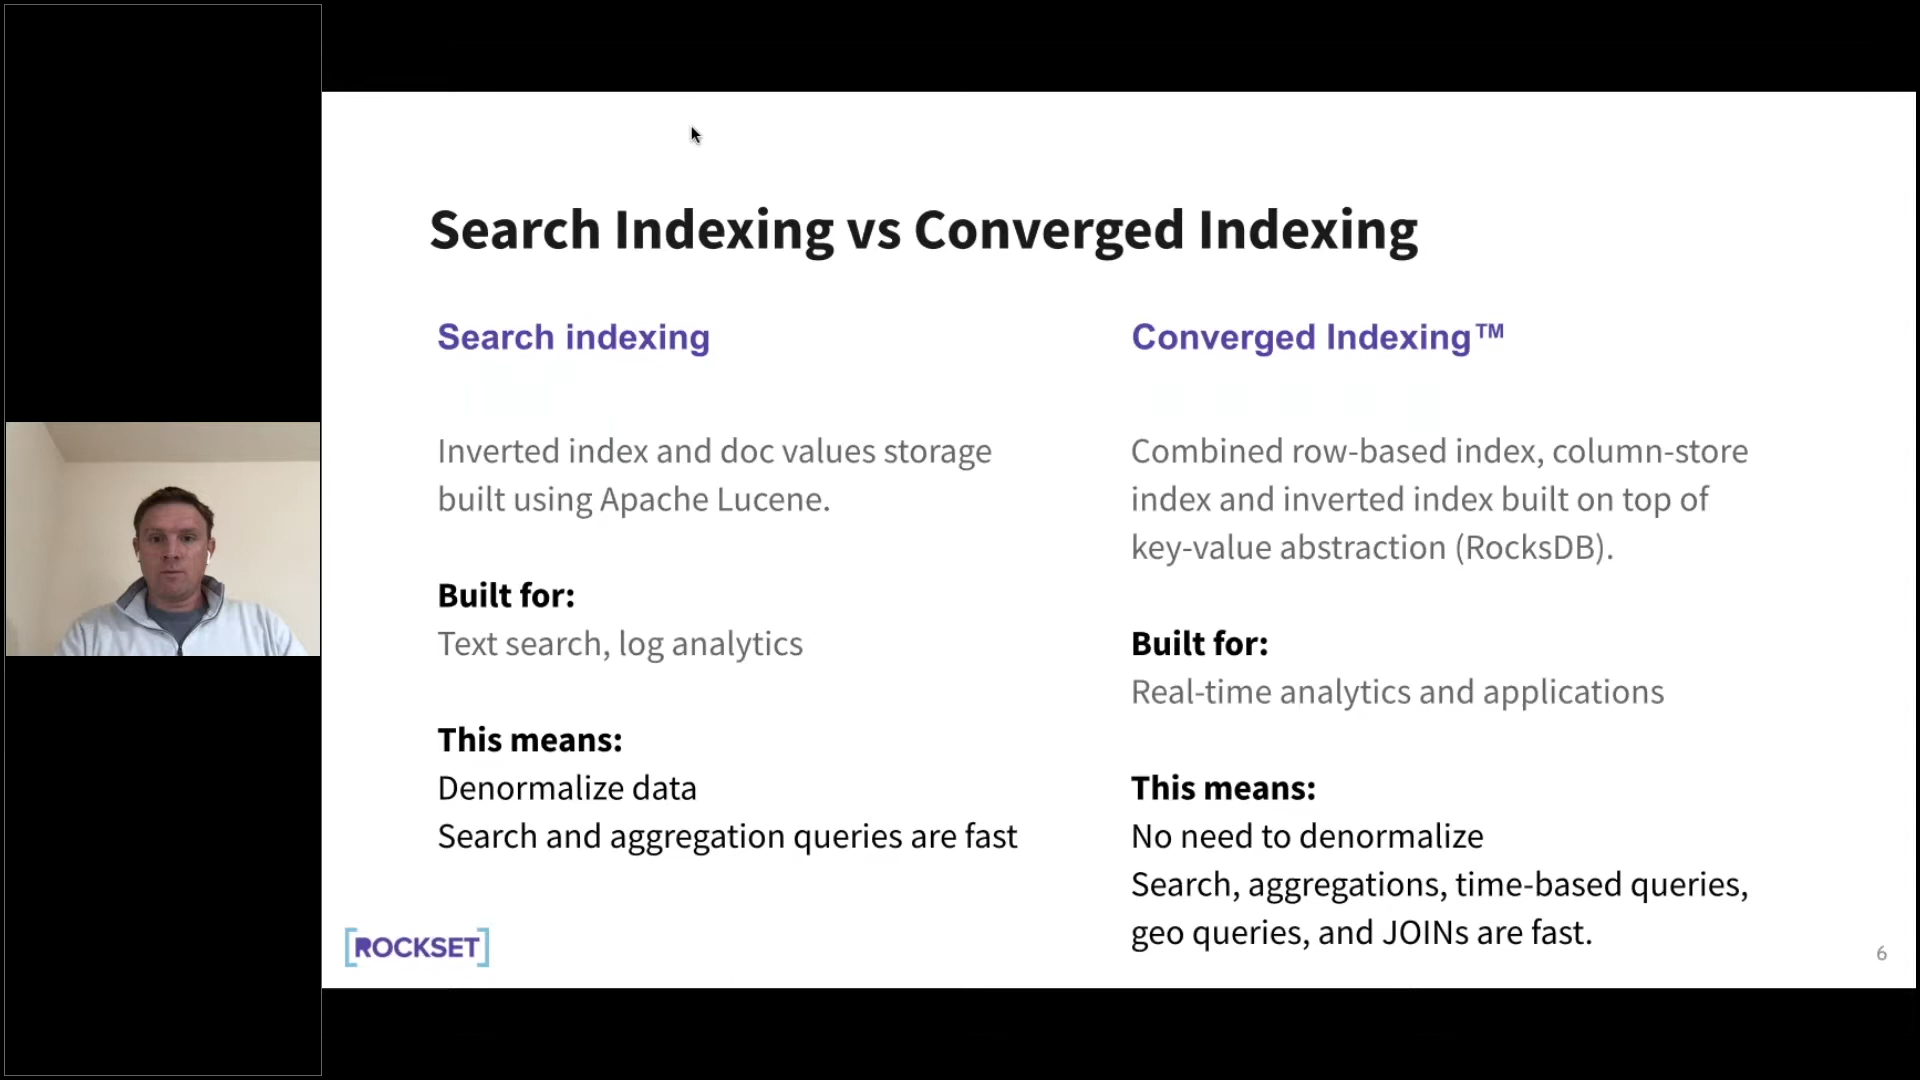 Search Indexing vs Converged Indexing
Search indexing
Inverted index and doc values storage
built using Apache Lucene.
Built for:
Text search, log analytics
This means:
Denormalize data
Search and aggregation queries are fast
Converged Indexing™
Combined row-based index, column-store
index and inverted index built on top of
key-value abstraction (RocksDB).
Built for:
Real-time analytics and applications
This means:
No need to denormalize
Search, aggregations, time-based queries,
geo queries, and JOINs are fast.
[ROCKSET]
6